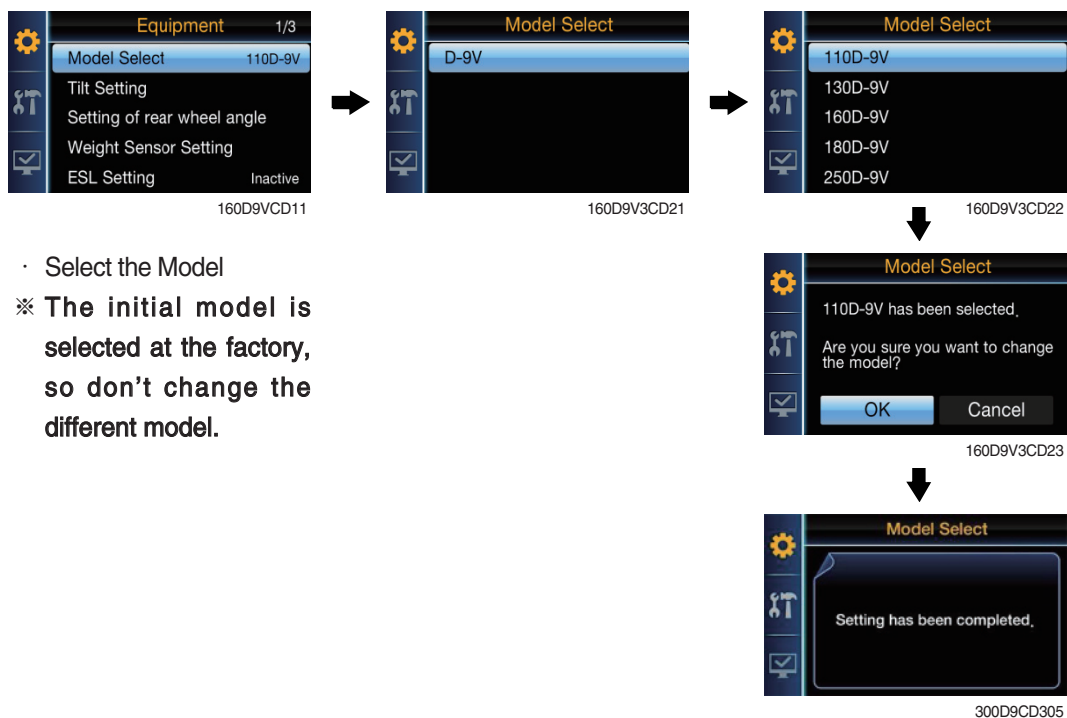 Equipment 1/3
Model Select 110D-9V
Tilt Setting
Setting of rear wheel angle
Weight Sensor Setting
ESL Setting Inactive
160D9VCD11
Model Select
D-9V
160D9V3CD21
Model Select
110D-9V
130D-9V
160D-9V
180D-9V
250D-9V
160D9V3CD22
· Select the Model
※ The initial model is
selected at the factory,
so don't change the
different model.
Model Select
110D-9V has been selected.
Are you sure you want to change
the model?
OK Cancel
160D9V3CD23
Model Select
Setting has been completed.
300D9CD305